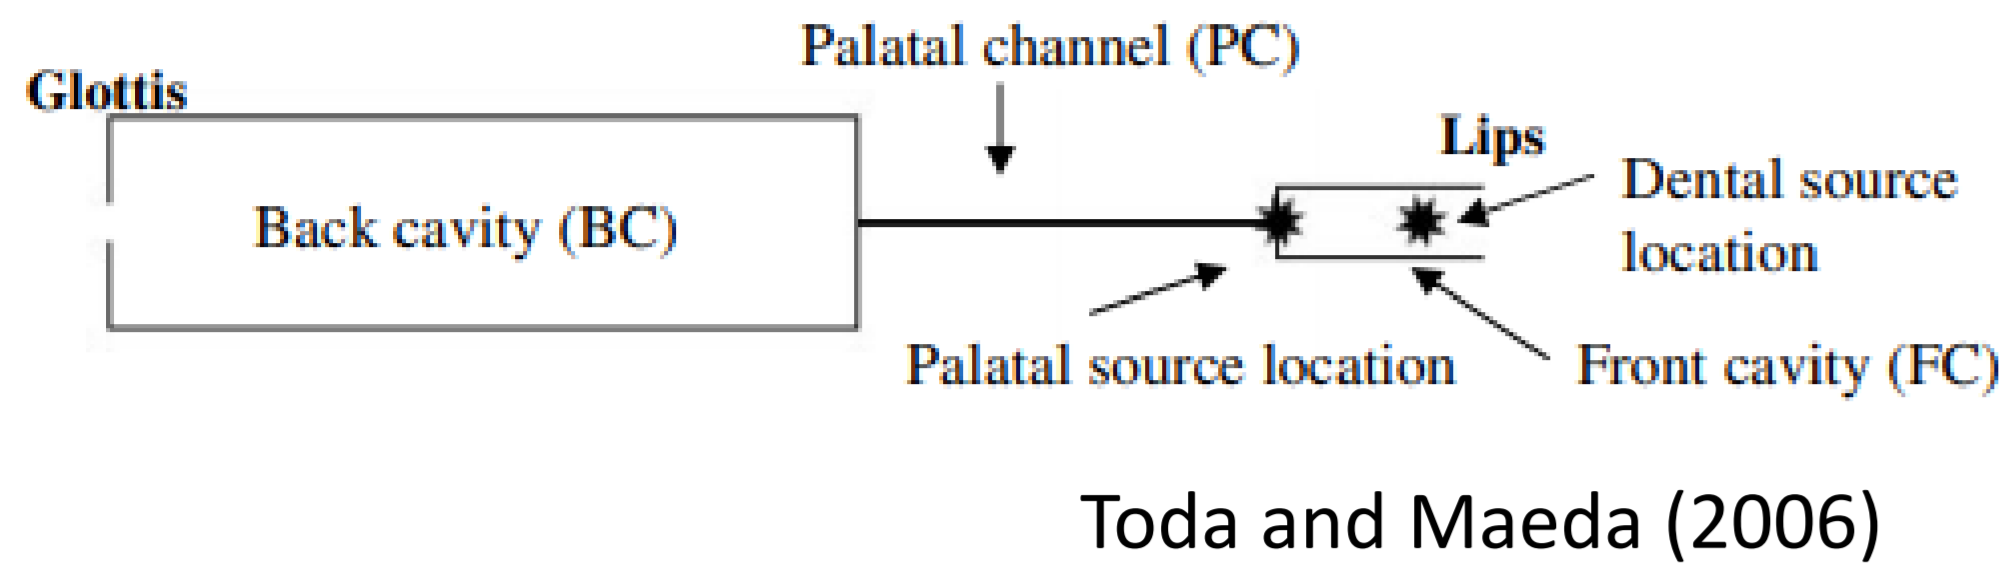 Palatal channel (PC)
Glottis
Lips
Dental source
location
Back cavity (BC)
Palatal source location
Front cavity (FC)
Toda and Maeda (2006)